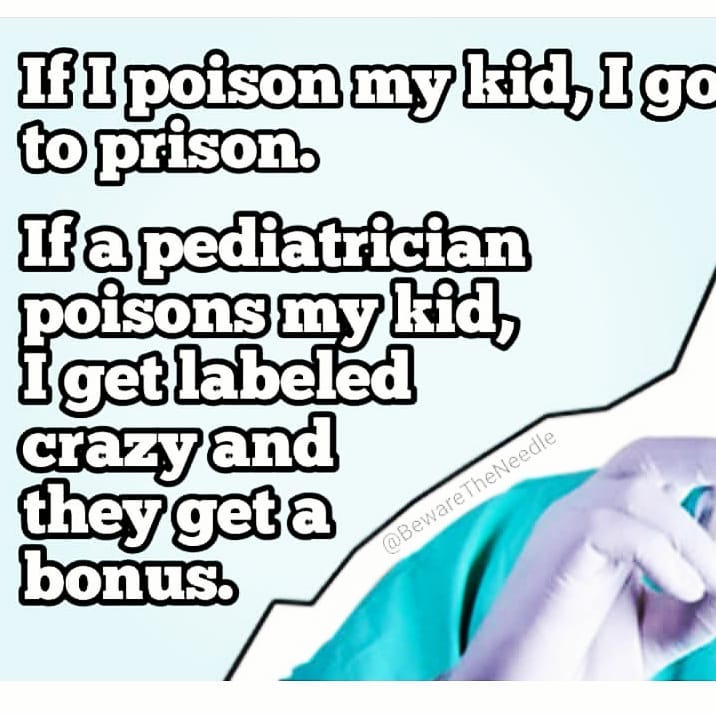 If I poison my kid, I go
to prison.
If a pediatrician
poisons my kid,
I get labeled
crazy and
they get a
bonus.
@BewareTheNeedle